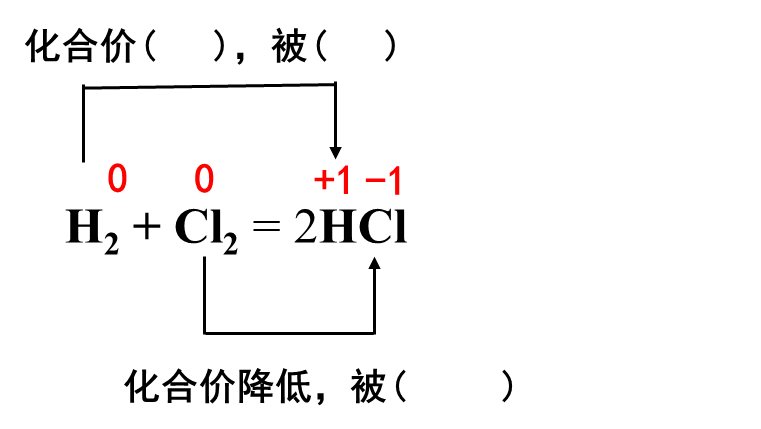 化合价(   )，被(   )
0 0 +1 -1
H₂ + Cl₂ = 2HCl
化合价降低，被(     )